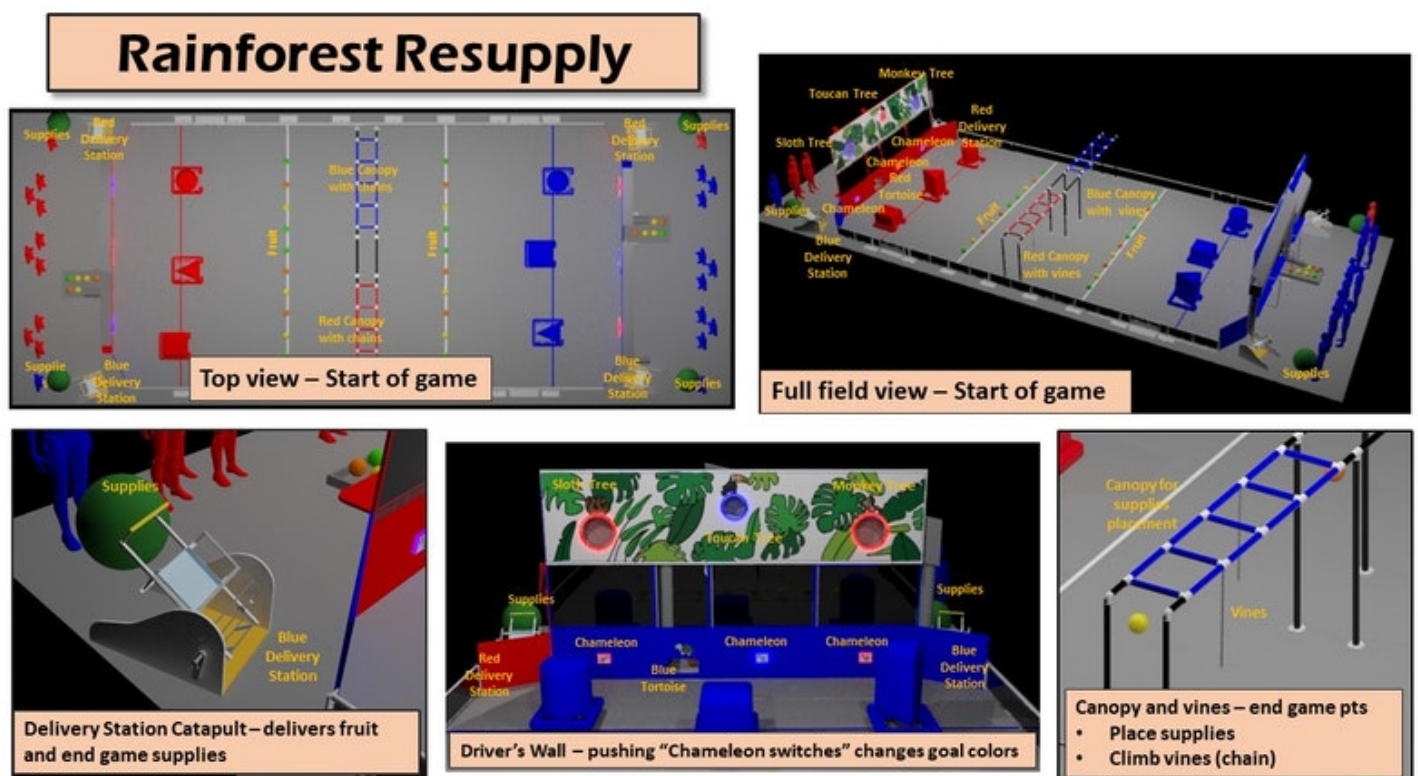 Rainforest Resupply
Supplies
Red
Delivery
Station
Red
Delivery
Station
Supplies
Blue Canopy
with chains
Fruit
Fruit
Red Canopy
with chains
Supplie
Blue
Delivery
Station
Blue
Delivery
Station
Supplies
Top view – Start of game
Monkey Tree
Toucan Tree
Red
Delivery
Station
Sloth Tree
Chameleon
Chameleon
Red
Tortoise
Chameleon
Supplies
Blue
Delivery
Station
Fruit
Blue Canopy
with vines
Red Canopy
with vines
Fruit
Supplies
Full field view – Start of game
Supplies
Blue
Delivery
Station
Delivery Station Catapult – delivers fruit
and end game supplies
Sloth Tree
Monkey Tree
Toucan Tree
Supplies
Supplies
Chameleon
Chameleon
Chameleon
Red
Delivery
Station
Blue
Tortoise
Blue
Delivery
Station
Driver's Wall – pushing "Chameleon switches" changes goal colors
Canopy for
supplies
placement
Vines
Canopy and vines – end game pts
• Place supplies
• Climb vines (chain)